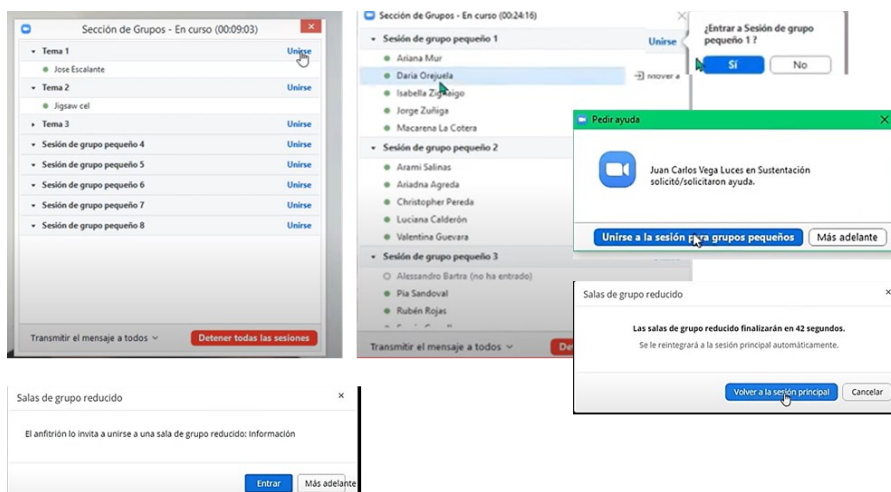 Sección de Grupos - En curso (00:09:03)
Tema 1 Unirse
Jose Escalante
Tema 2 Unirse
Jigsaw cel
Tema 3 Unirse
Sesión de grupo pequeño 4 Unirse
Sesión de grupo pequeño 5 Unirse
Sesión de grupo pequeño 6 Unirse
Sesión de grupo pequeño 7 Unirse
Sesión de grupo pequeño 8 Unirse
Transmitir el mensaje a todos
Detener todas las sesiones
Sección de Grupos - En curso (00:24:16)
Sesión de grupo pequeño 1 Unirse
Ariana Mur
Daria Orejuela
Mover a
Isabella
Jorge Zuñiga
Macarena La Cotera
Sesión de grupo pequeño 2
Arami Salinas
Ariadna Agreda
Christopher Pereda
Luciana Calderón
Valentina Guevara
Sesión de grupo pequeño 3
Alessandro Bartra (no ha entrado)
Pia Sandoval
Rubén Rojas
Transmitir el mensaje a todos
De
¿Entrar a Sesión de grupo
pequeño 1 ?
Sí No
Pedir ayuda
Juan Carlos Vega Luces en Sustentación
solicitó/solicitaron ayuda.
Unirse a la sesión para grupos pequeños Más adelante
Salas de grupo reducido
Las salas de grupo reducido finalizarán en 42 segundos.
Se le reintegrará a la sesión principal automáticamente.
Volver a la sesión principal Cancelar
Salas de grupo reducido
El anfitrión lo invita a unirse a una sala de grupo reducido: Información
Entrar Más adelante